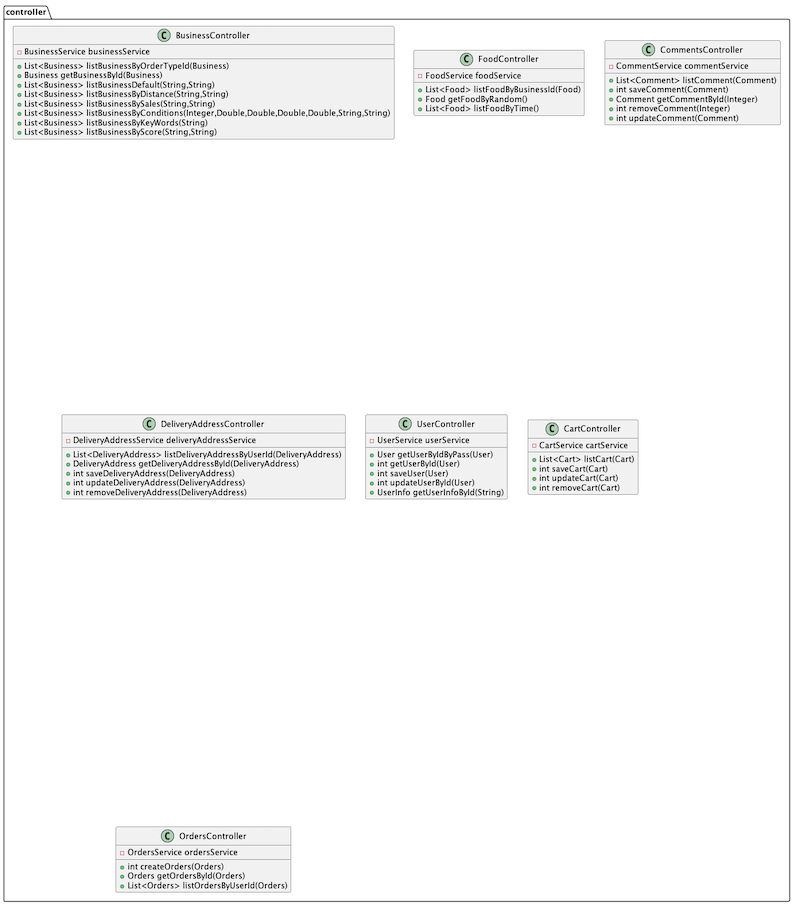 controller
C BusinessController
BusinessService businessService
List<Business> listBusinessByOrderTypeId(Business)
Business getBusinessById(Business)
List<Business> listBusinessDefault(String,String)
List<Business> listBusinessByDistance(String,String)
List<Business> listBusinessBySales(String,String)
List<Business> listBusinessByConditions(Integer,Double,Double,Double,Double,String,String)
List<Business> listBusinessByKeyWords(String)
List<Business> listBusinessByScore(String,String)
C FoodController
FoodService foodService
List<Food> listFoodByBusinessId(Food)
Food getFoodByRandom()
List<Food> listFoodByTime()
C CommentsController
CommentService commentService
List<Comment> listComment(Comment)
int saveComment(Comment)
Comment getCommentById(Integer)
int removeComment(Integer)
int updateComment(Comment)
C DeliveryAddressController
DeliveryAddressService deliveryAddressService
List<DeliveryAddress> listDeliveryAddressByUserId(DeliveryAddress)
DeliveryAddress getDeliveryAddressById(DeliveryAddress)
int saveDeliveryAddress(DeliveryAddress)
int updateDeliveryAddress(DeliveryAddress)
int removeDeliveryAddress(DeliveryAddress)
C UserController
UserService userService
User getUserByIdByPass(User)
int getUserById(User)
int saveUser(User)
int updateUserById(User)
UserInfo getUserInfoById(String)
C CartController
CartService cartService
List<Cart> listCart(Cart)
int saveCart(Cart)
int updateCart(Cart)
int removeCart(Cart)
C OrdersController
OrdersService ordersService
int createOrders(Orders)
Orders getOrdersById(Orders)
List<Orders> listOrdersByUserId(Orders)